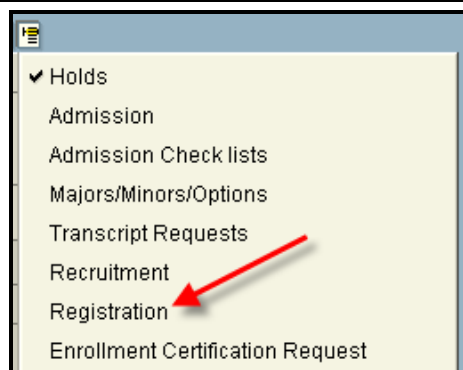 Holds
Admission
Admission Check lists
Majors/Minors/Options
Transcript Requests
Recruitment
Registration
Enrollment Certification Request